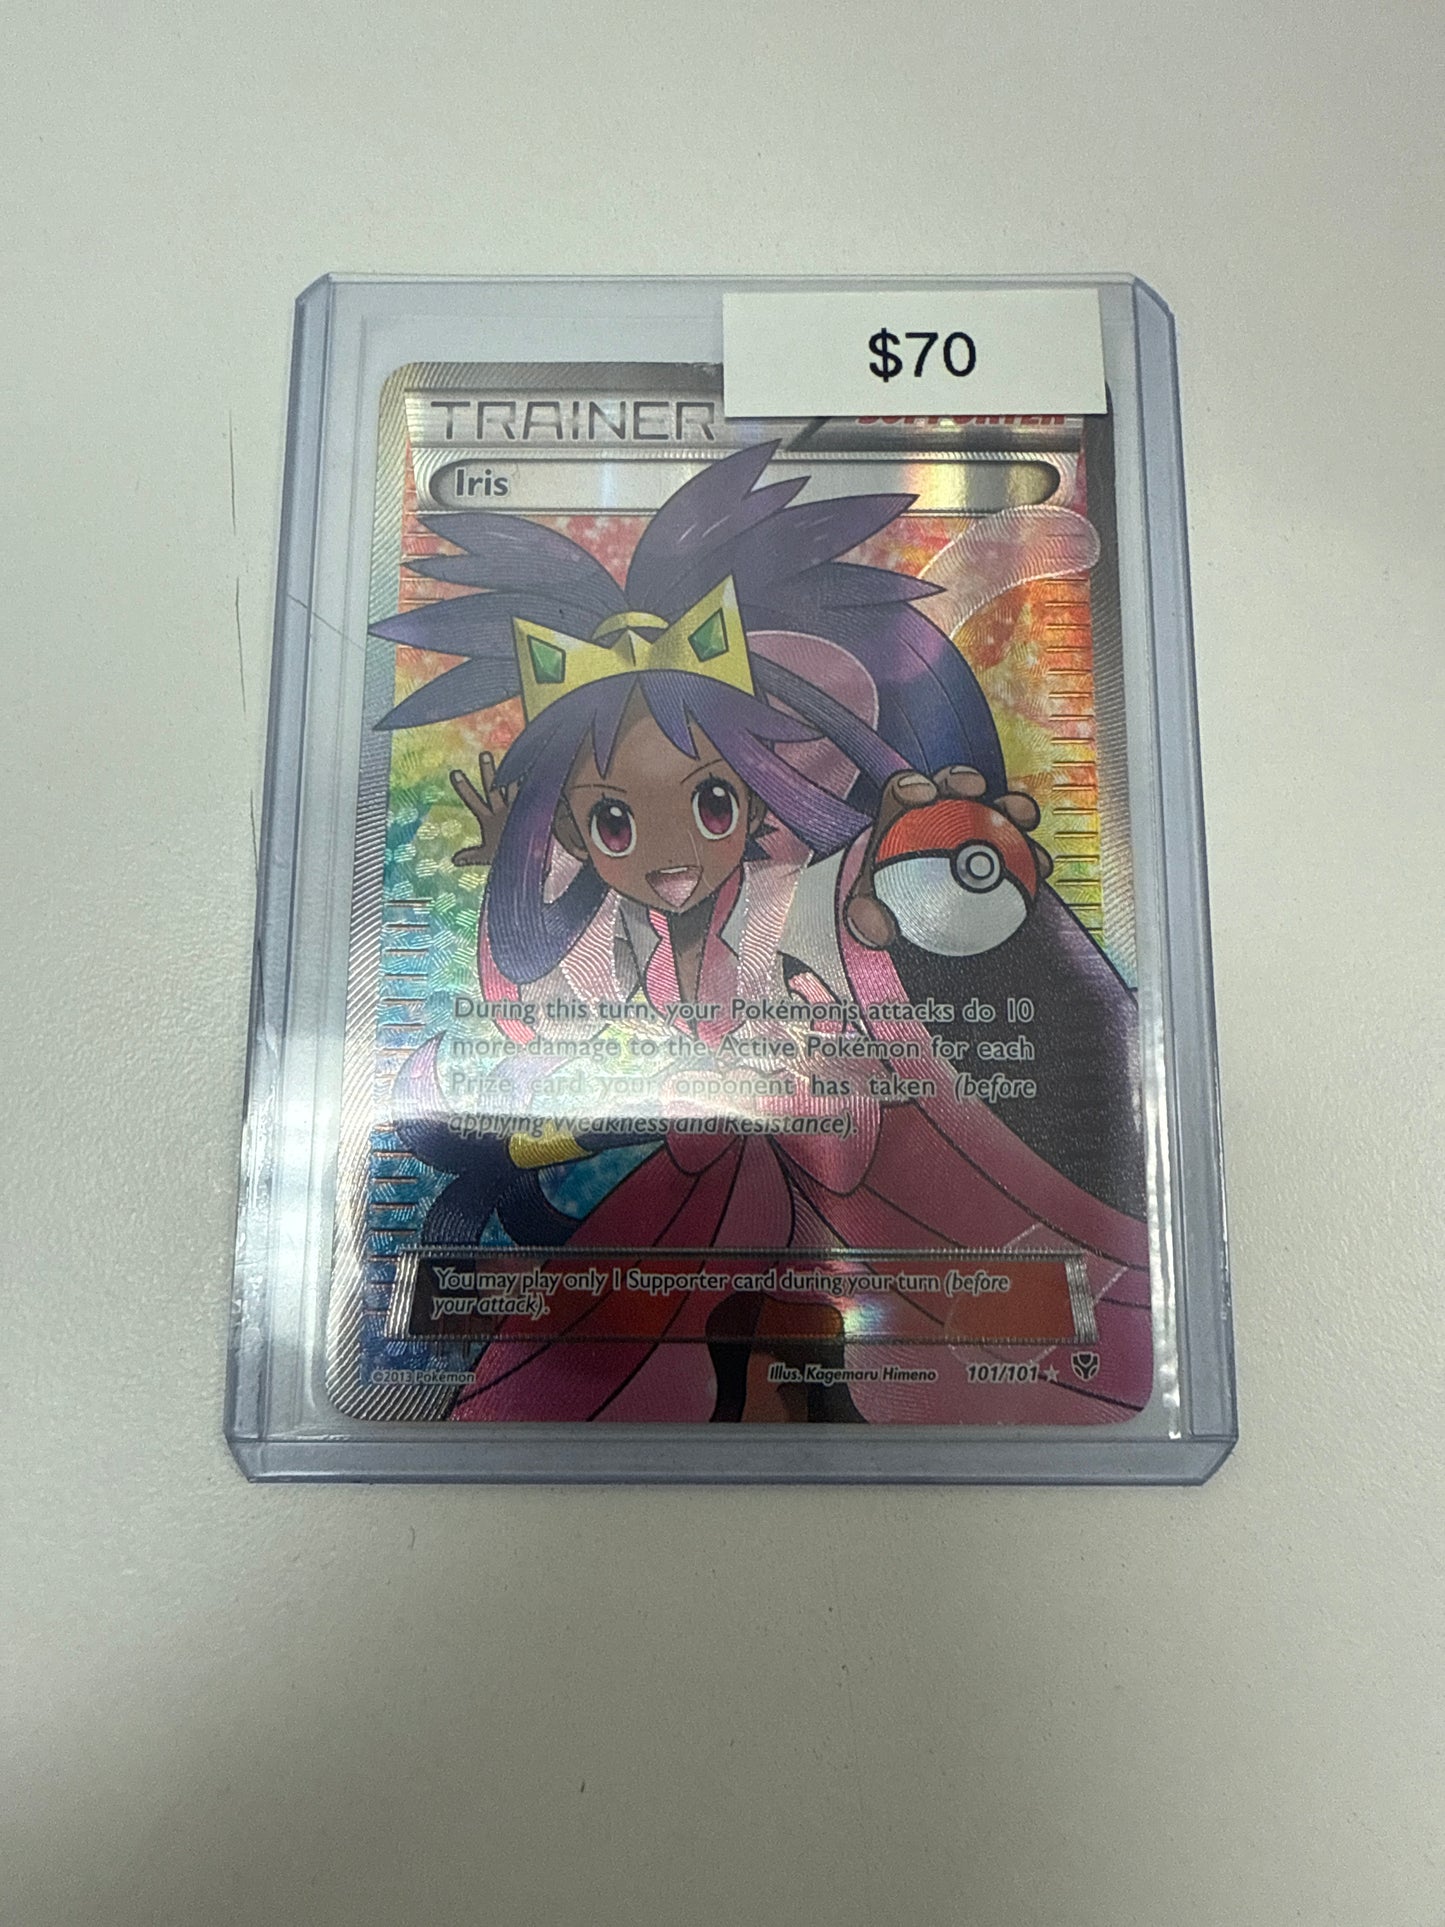 $70
TRAINER
SUPPORTER
Iris
During this turn, your Pokémon's attacks do 10
more damage to the Active Pokémon for each
Prize card your opponent has taken (before
applying Weakness and Resistance).
You may play only 1 Supporter card during your turn (before
your attack).
©2013 Pokémon
Illus. Kagemaru Himeno
101/101